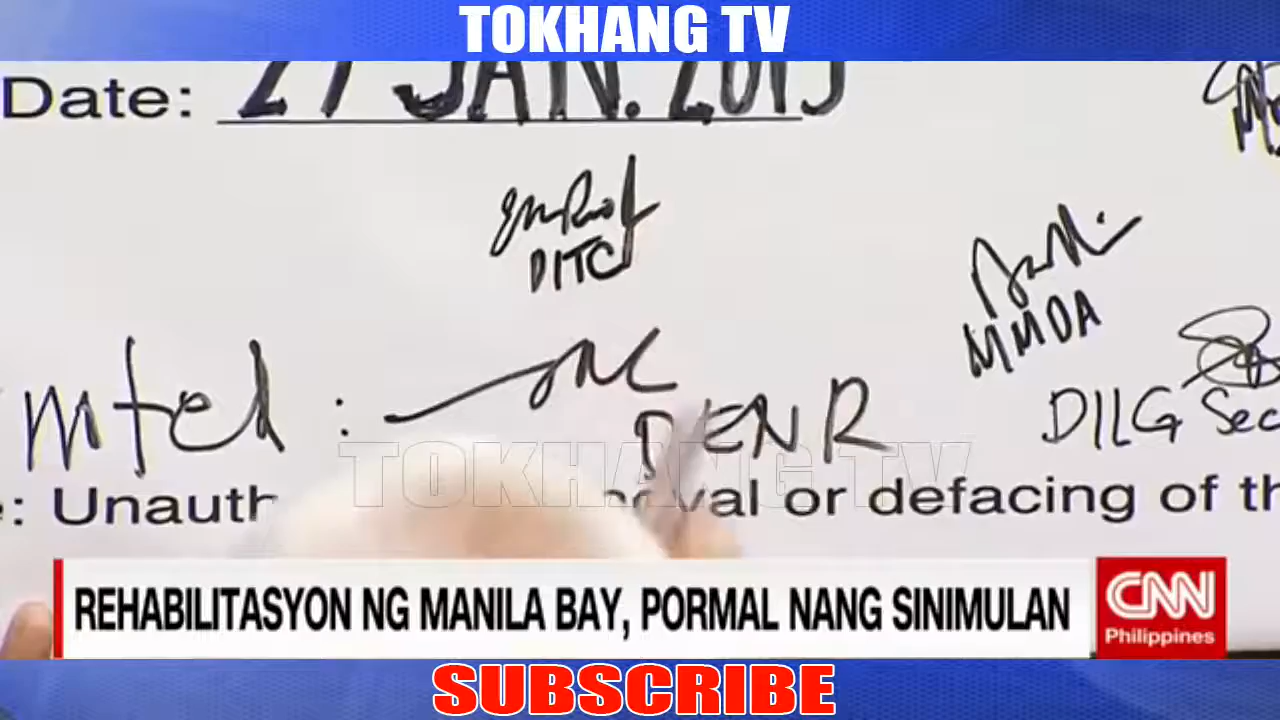 TOKHANG TV
Date: 27 JAN. 2019
DITC
MMDA
DENR
DILG Sec
TOKHANG TV
: Unauth val or defacing of th
REHABILITASYON NG MANILA BAY, PORMAL NANG SINIMULAN
CNN
Philippines
SUBSCRIBE